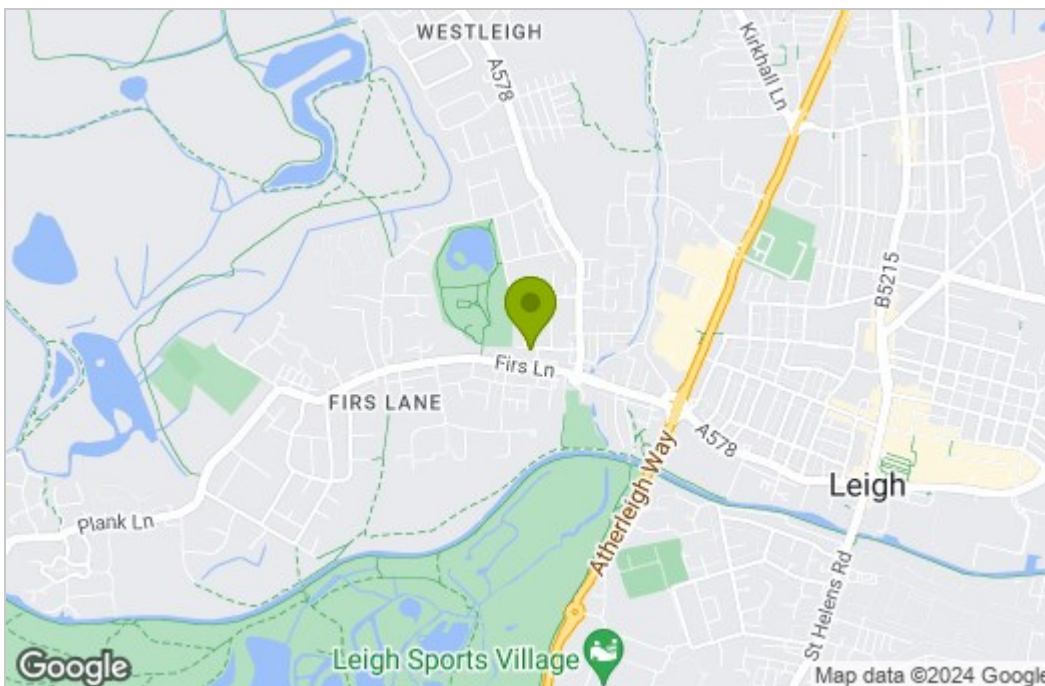 WESTLEIGH
A578
Kirkhall Ln
B5215
Firs Ln
FIRS LANE
A578
Atherleigh Way
Leigh
Plank Ln
St Helens Rd
Leigh Sports Village
Google
Map data ©2024 Google